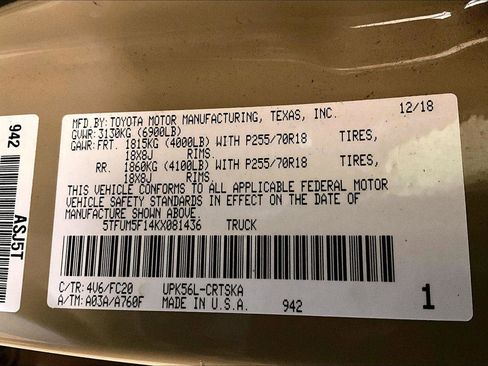 MFD.BY:TOYOTA MOTOR MANUFACTURING, TEXAS, INC. 12/18
GVWR:3130KG (6900LB)
GAWR:FRT. 1815KG (4000LB) WITH P255/70R18 TIRES,
18X8J RIMS.
RR. 1860KG (4100LB) WITH P255/70R18 TIRES,
18X8J RIMS.
THIS VEHICLE CONFORMS TO ALL APPLICABLE FEDERAL MOTOR
VEHICLE SAFETY STANDARDS IN EFFECT ON THE DATE OF
MANUFACTURE SHOWN ABOVE.
5TFUM5F14KX081436 TRUCK
C/TR:4V6/FC20 UPK56L-CRTSKA
A/TM:A03A/A760F MADE IN U.S.A. 942 1
942
ASJ5T